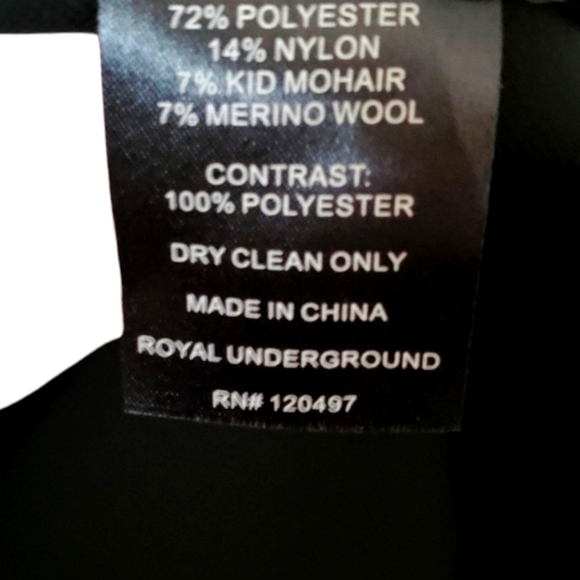 72% POLYESTER
14% NYLON
7% KID MOHAIR
7% MERINO WOOL
CONTRAST:
100% POLYESTER
DRY CLEAN ONLY
MADE IN CHINA
ROYAL UNDERGROUND
RN# 120497